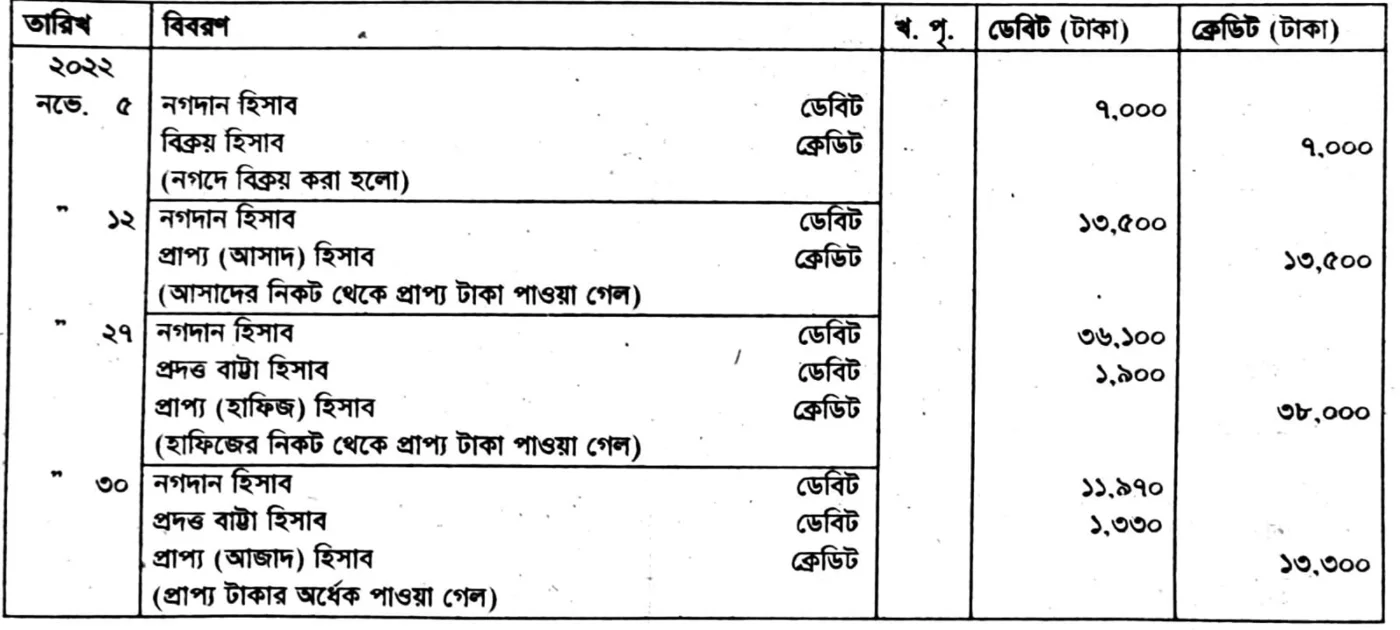 তারিখ বিবরণ খ. পৃ. ডেবিট (টাকা) ক্রেডিট (টাকা)
২০২২
নভে. ৫ নগদান হিসাব ডেবিট ৭,০০০
বিক্রয় হিসাব ক্রেডিট ৭,০০০
(নগদে বিক্রয় করা হলো)
" ১২ নগদান হিসাব ডেবিট ১৩,৫০০
প্রাপ্য (আসাদ) হিসাব ক্রেডিট ১৩,৫০০
(আসাদের নিকট থেকে প্রাপ্য টাকা পাওয়া গেল)
" ২৭ নগদান হিসাব ডেবিট ৩৬,১০০
প্রদত্ত বাট্টা হিসাব ডেবিট ১,৯০০
প্রাপ্য (হাফিজ) হিসাব ক্রেডিট ৩৮,০০০
(হাফিজের নিকট থেকে প্রাপ্য টাকা পাওয়া গেল)
" ৩০ নগদান হিসাব ডেবিট ১১,৯৭০
প্রদত্ত বাট্টা হিসাব ডেবিট ১,৩৩০
প্রাপ্য (আজাদ) হিসাব ক্রেডিট ১৩,৩০০
(প্রাপ্য টাকার অর্ধেক পাওয়া গেল)